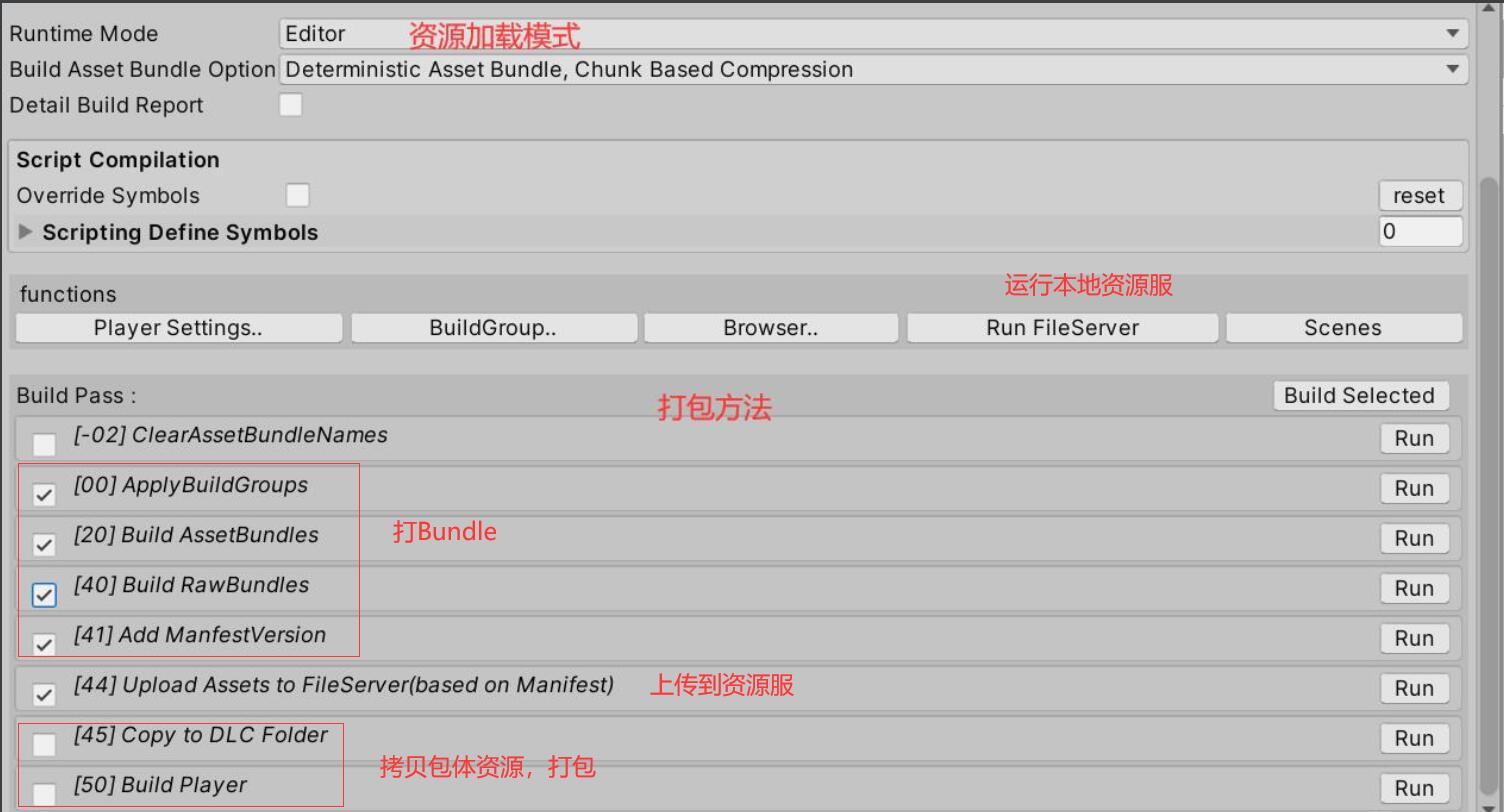 Runtime Mode Editor 资源加载模式
Build Asset Bundle Option Deterministic Asset Bundle, Chunk Based Compression
Detail Build Report
Script Compilation
Override Symbols reset
Scripting Define Symbols 0
运行本地资源服
functions
Player Settings.. BuildGroup.. Browser.. Run FileServer Scenes
Build Pass : 打包方法 Build Selected
[-02] ClearAssetBundleNames Run
[00] ApplyBuildGroups Run
[20] Build AssetBundles 打Bundle Run
[40] Build RawBundles Run
[41] Add ManfestVersion Run
[44] Upload Assets to FileServer(based on Manifest) 上传到资源服 Run
[45] Copy to DLC Folder Run
拷贝包体资源，打包
[50] Build Player Run